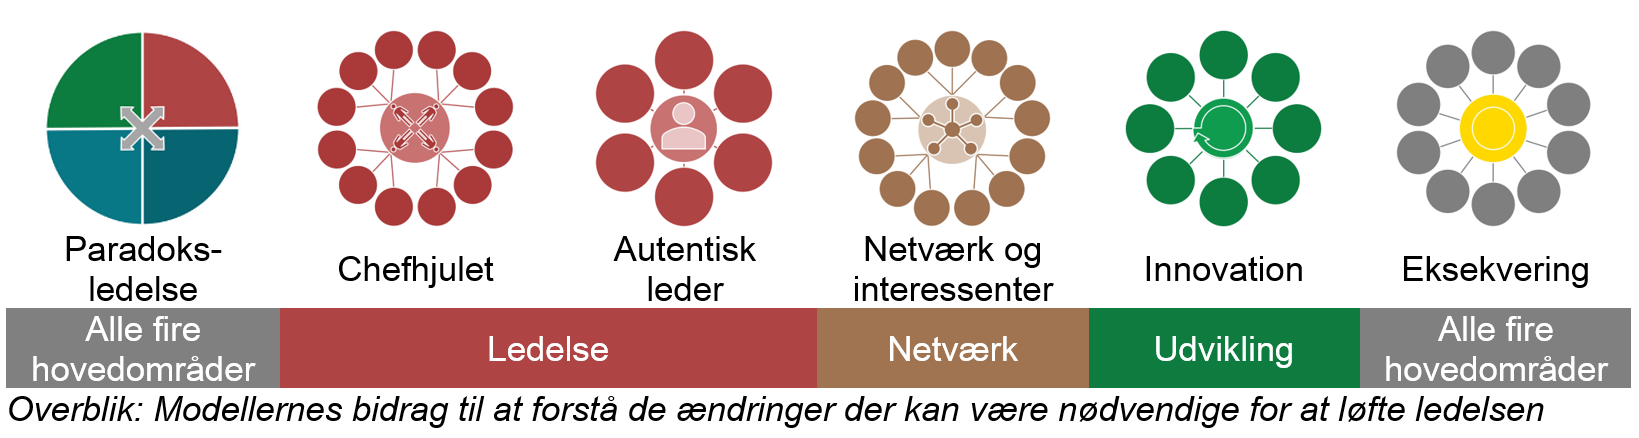 Paradoks-
ledelse
Chefhjulet
Autentisk
leder
Netværk og
interessenter
Innovation
Eksekvering
Alle fire
hovedområder
Ledelse
Netværk
Udvikling
Alle fire
hovedområder
Overblik: Modellernes bidrag til at forstå de ændringer der kan være nødvendige for at løfte ledelsen